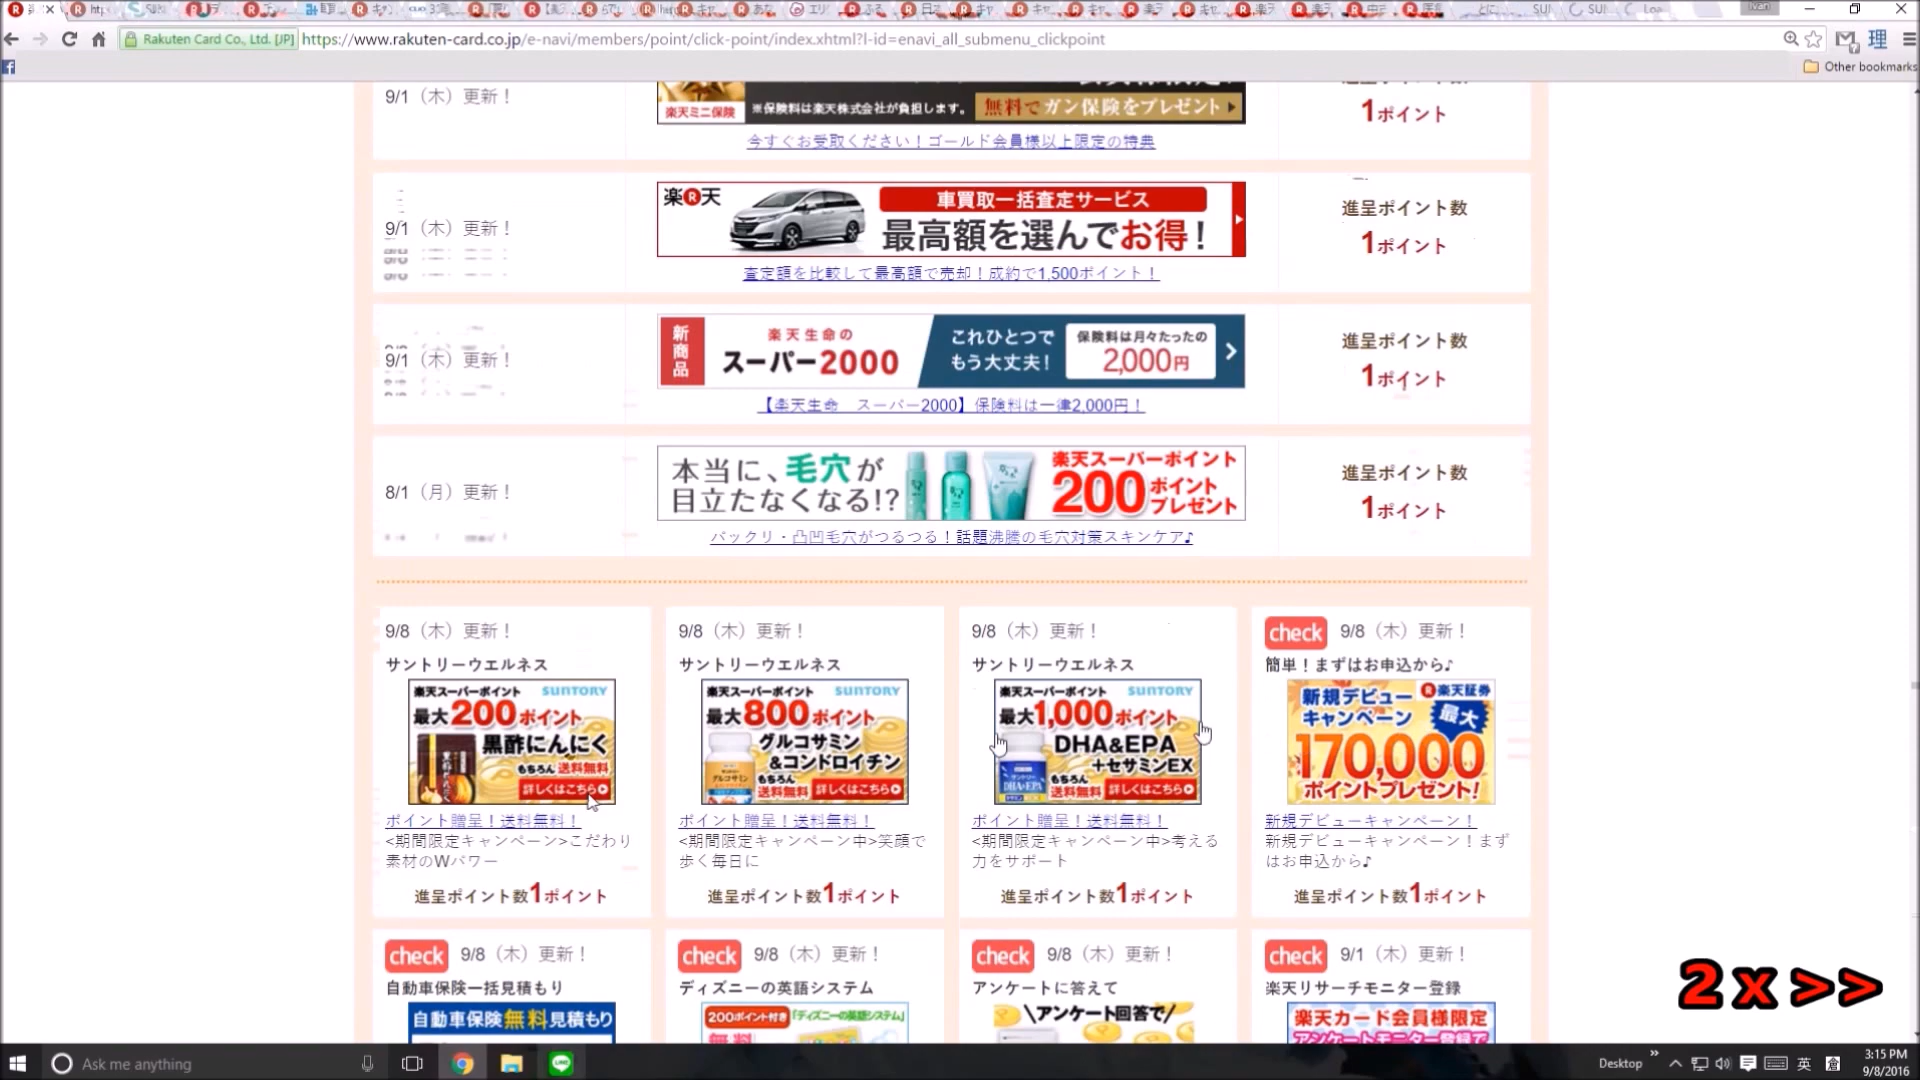 Rakuten Card Co., Ltd. [JP] https://www.rakuten-card.co.jp/e-navi/members/point/click-point/index.xhtml?l-id=enavi_all_submenu_clickpoint
Other bookmarks
9/1（木）更新！
楽天ミニ保険
※保険料は楽天株式会社が負担します。
無料でガン保険をプレゼント
今すぐお受取ください！ゴールド会員様以上限定の特典
1ポイント
9/1（木）更新！
楽天
車買取一括査定サービス
最高額を選んでお得！
査定額を比較して最高額で売却！成約で1,500ポイント！
進呈ポイント数
1ポイント
9/1（木）更新！
新商品
楽天生命の
スーパー2000
これひとつで
もう大丈夫！
保険料は月々たったの
2,000円
【楽天生命　スーパー2000】保険料は一律2,000円！
進呈ポイント数
1ポイント
8/1（月）更新！
本当に、毛穴が
目立たなくなる!?
楽天スーパーポイント
200ポイント
プレゼント
パックリ・凸凹毛穴がつるつる！話題沸騰の毛穴対策スキンケア♪
進呈ポイント数
1ポイント
9/8（木）更新！
サントリーウエルネス
楽天スーパーポイント SUNTORY
最大200ポイント
黒酢にんにく
もちろん送料無料
詳しくはこちら
ポイント贈呈！送料無料！
<期間限定キャンペーン>こだわり
素材のWパワー
進呈ポイント数1ポイント
9/8（木）更新！
サントリーウエルネス
楽天スーパーポイント SUNTORY
最大800ポイント
グルコサミン
&コンドロイチン
もちろん
送料無料 詳しくはこちら
ポイント贈呈！送料無料！
<期間限定キャンペーン中>笑顔で
歩く毎日に
進呈ポイント数1ポイント
9/8（木）更新！
サントリーウエルネス
楽天スーパーポイント SUNTORY
最大1,000ポイント
DHA&EPA
+セサミンEX
もちろん
送料無料 詳しくはこちら
ポイント贈呈！送料無料！
<期間限定キャンペーン中>考える
力をサポート
進呈ポイント数1ポイント
check 9/8（木）更新！
簡単！まずはお申込から♪
新規デビュー
キャンペーン
楽天証券
最大
170,000
ポイントプレゼント!
新規デビューキャンペーン！
新規デビューキャンペーン！まず
はお申込から♪
進呈ポイント数1ポイント
check 9/8（木）更新！
自動車保険一括見積もり
自動車保険無料見積もり
check 9/8（木）更新！
ディズニーの英語システム
200ポイント付き「ディズニーの英語システム」
check 9/8（木）更新！
アンケートに答えて
\アンケート回答で/
check 9/1（木）更新！
楽天リサーチモニター登録
楽天カード会員様限定
2x>>
Ask me anything
Desktop
英
3:15 PM
9/8/2016